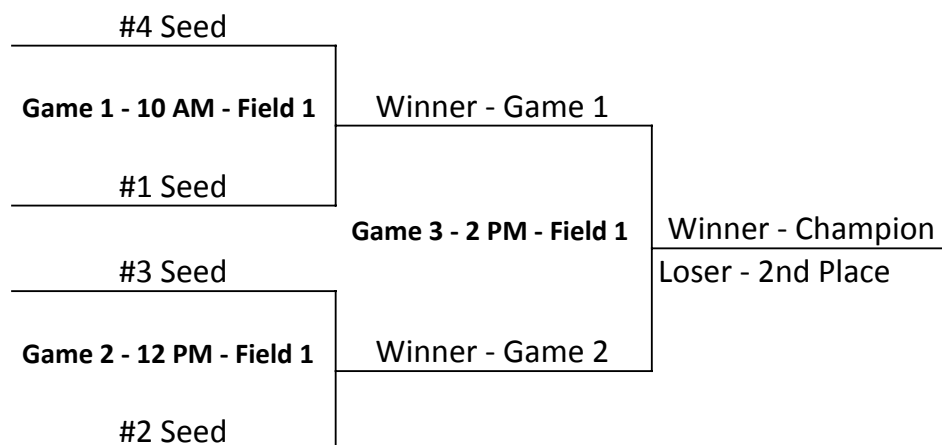 #4 Seed
Game 1 - 10 AM - Field 1
Winner - Game 1
#1 Seed
Game 3 - 2 PM - Field 1
Winner - Champion
#3 Seed
Loser - 2nd Place
Game 2 - 12 PM - Field 1
Winner - Game 2
#2 Seed